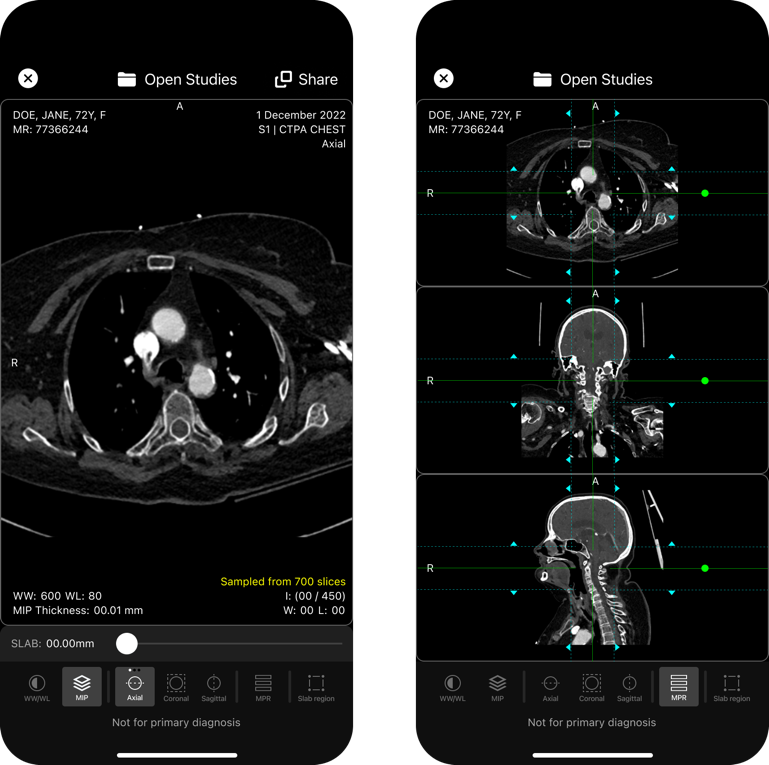 Open Studies Share
A
DOE, JANE, 72Y, F 1 December 2022
MR: 77366244 S1 | CTPA CHEST
Axial
R
Sampled from 700 slices
WW: 600 WL: 80 I: (00 / 450)
MIP Thickness: 00.01 mm W: 00 L: 00
SLAB: 00.00mm
WW/WL MIP Axial Coronal Sagittal MPR Slab region
Not for primary diagnosis
Open Studies
A
DOE, JANE, 72Y, F
MR: 77366244
R
A
R
A
R
WW/WL MIP Axial Coronal Sagittal MPR Slab region
Not for primary diagnosis